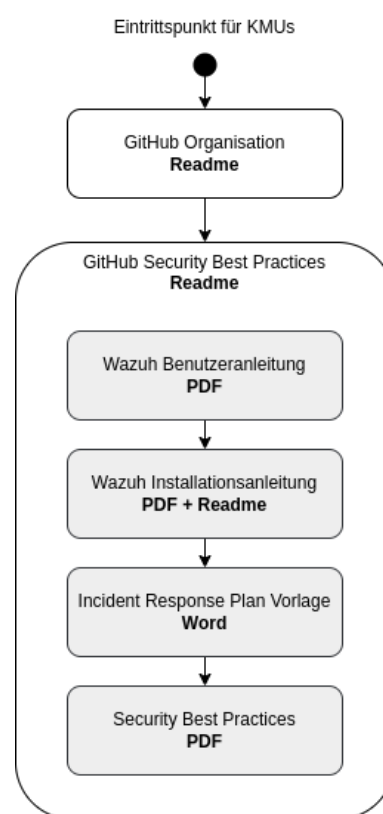 Eintrittspunkt für KMUs
GitHub Organisation
Readme
GitHub Security Best Practices
Readme
Wazuh Benutzeranleitung
PDF
Wazuh Installationsanleitung
PDF + Readme
Incident Response Plan Vorlage
Word
Security Best Practices
PDF